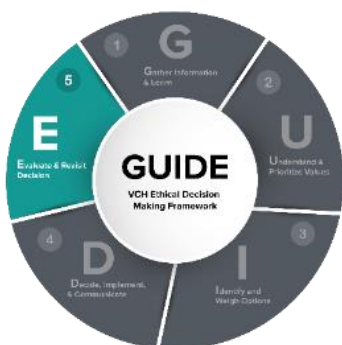 1
G
Gather Information
& Learn
2
U
Understand &
Prioritize Values
3
I
Identify and
Weigh Options
4
D
Decide, Implement,
& Communicate
5
E
Evaluate & Revisit
Decision
GUIDE
VCH Ethical Decision
Making Framework